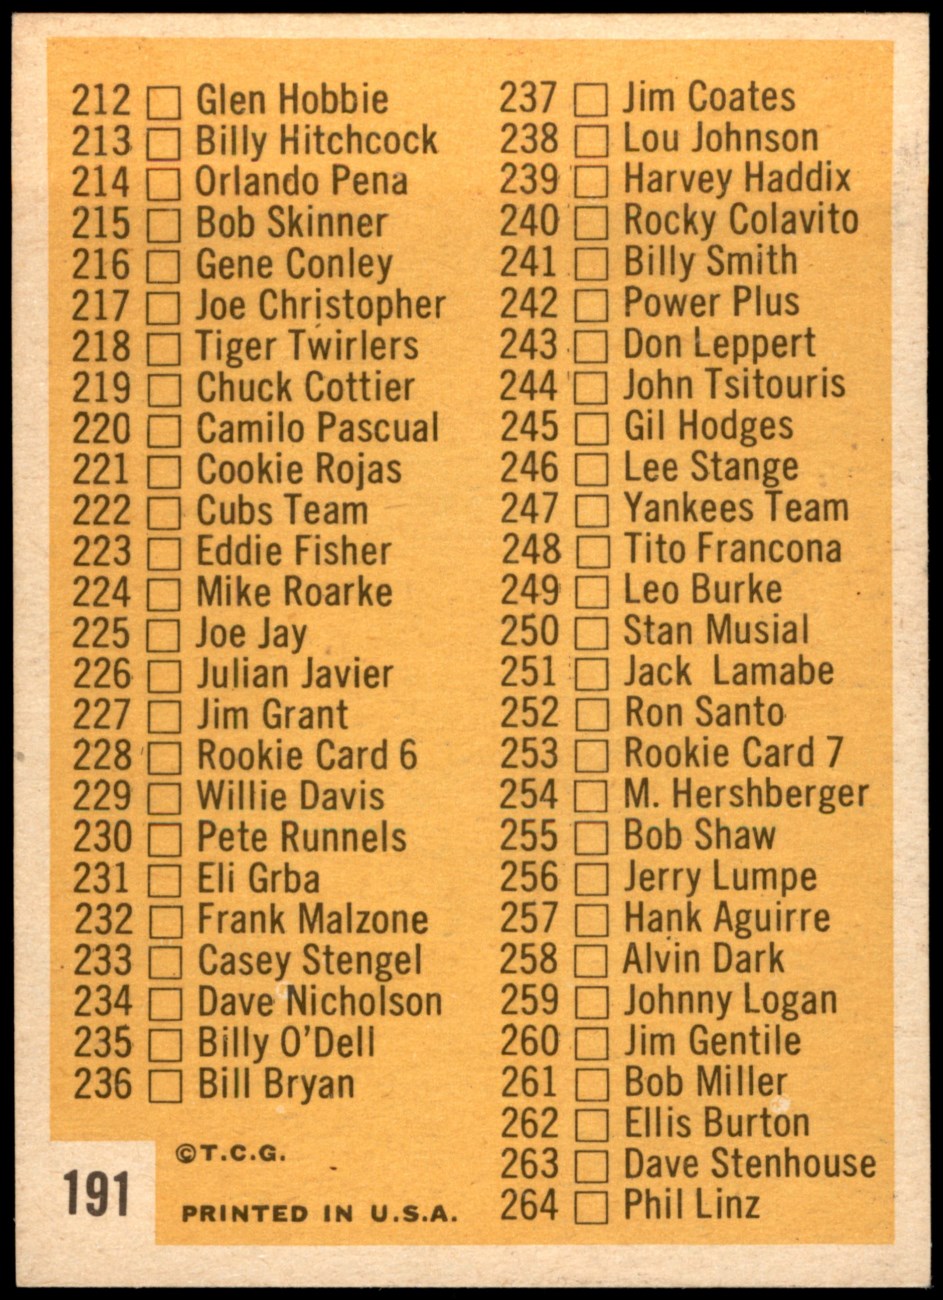 212 Glen Hobbie
213 Billy Hitchcock
214 Orlando Pena
215 Bob Skinner
216 Gene Conley
217 Joe Christopher
218 Tiger Twirlers
219 Chuck Cottier
220 Camilo Pascual
221 Cookie Rojas
222 Cubs Team
223 Eddie Fisher
224 Mike Roarke
225 Joe Jay
226 Julian Javier
227 Jim Grant
228 Rookie Card 6
229 Willie Davis
230 Pete Runnels
231 Eli Grba
232 Frank Malzone
233 Casey Stengel
234 Dave Nicholson
235 Billy O'Dell
236 Bill Bryan
237 Jim Coates
238 Lou Johnson
239 Harvey Haddix
240 Rocky Colavito
241 Billy Smith
242 Power Plus
243 Don Leppert
244 John Tsitouris
245 Gil Hodges
246 Lee Stange
247 Yankees Team
248 Tito Francona
249 Leo Burke
250 Stan Musial
251 Jack Lamabe
252 Ron Santo
253 Rookie Card 7
254 M. Hershberger
255 Bob Shaw
256 Jerry Lumpe
257 Hank Aguirre
258 Alvin Dark
259 Johnny Logan
260 Jim Gentile
261 Bob Miller
262 Ellis Burton
263 Dave Stenhouse
264 Phil Linz
191
©T.C.G.
PRINTED IN U.S.A.